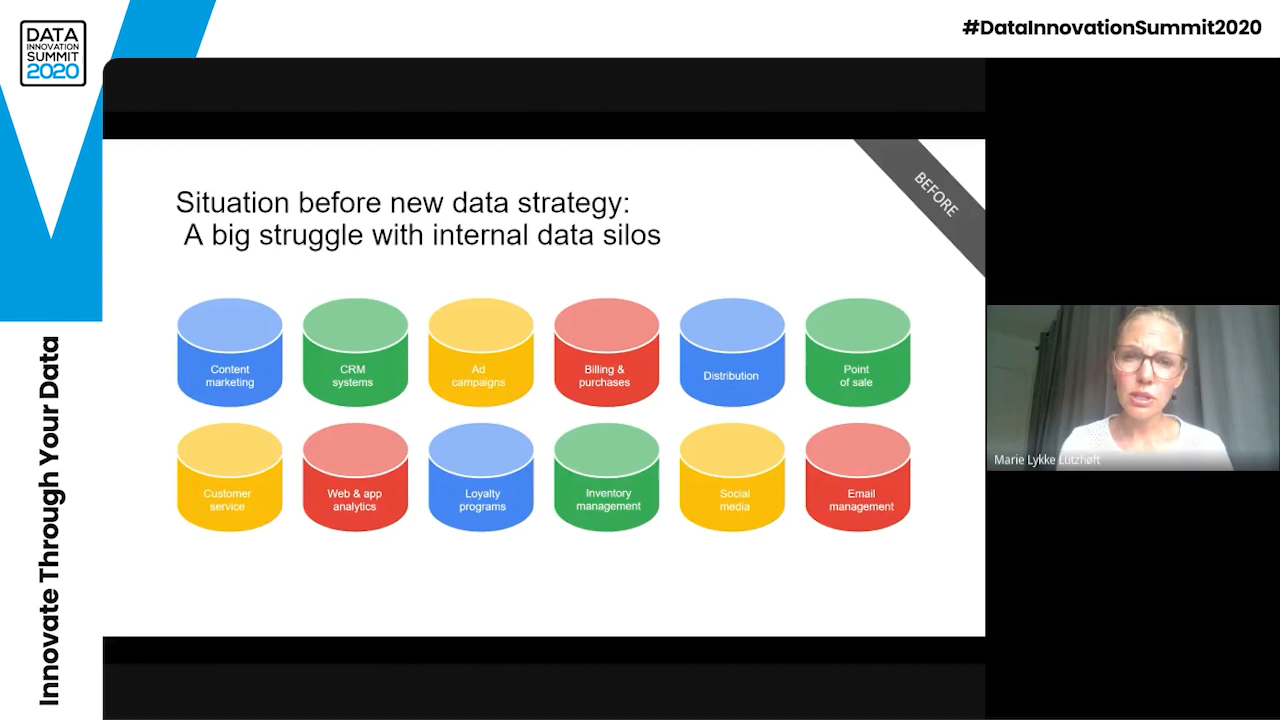 DATA
INNOVATION
SUMMIT
2020
#DataInnovationSummit2020
Innovate Through Your Data
BEFORE
Situation before new data strategy:
A big struggle with internal data silos
Content
marketing
CRM
systems
Ad
campaigns
Billing &
purchases
Distribution
Point
of sale
Customer
service
Web & app
analytics
Loyalty
programs
Inventory
management
Social
media
Email
management
Marie Lykke Lützhøft